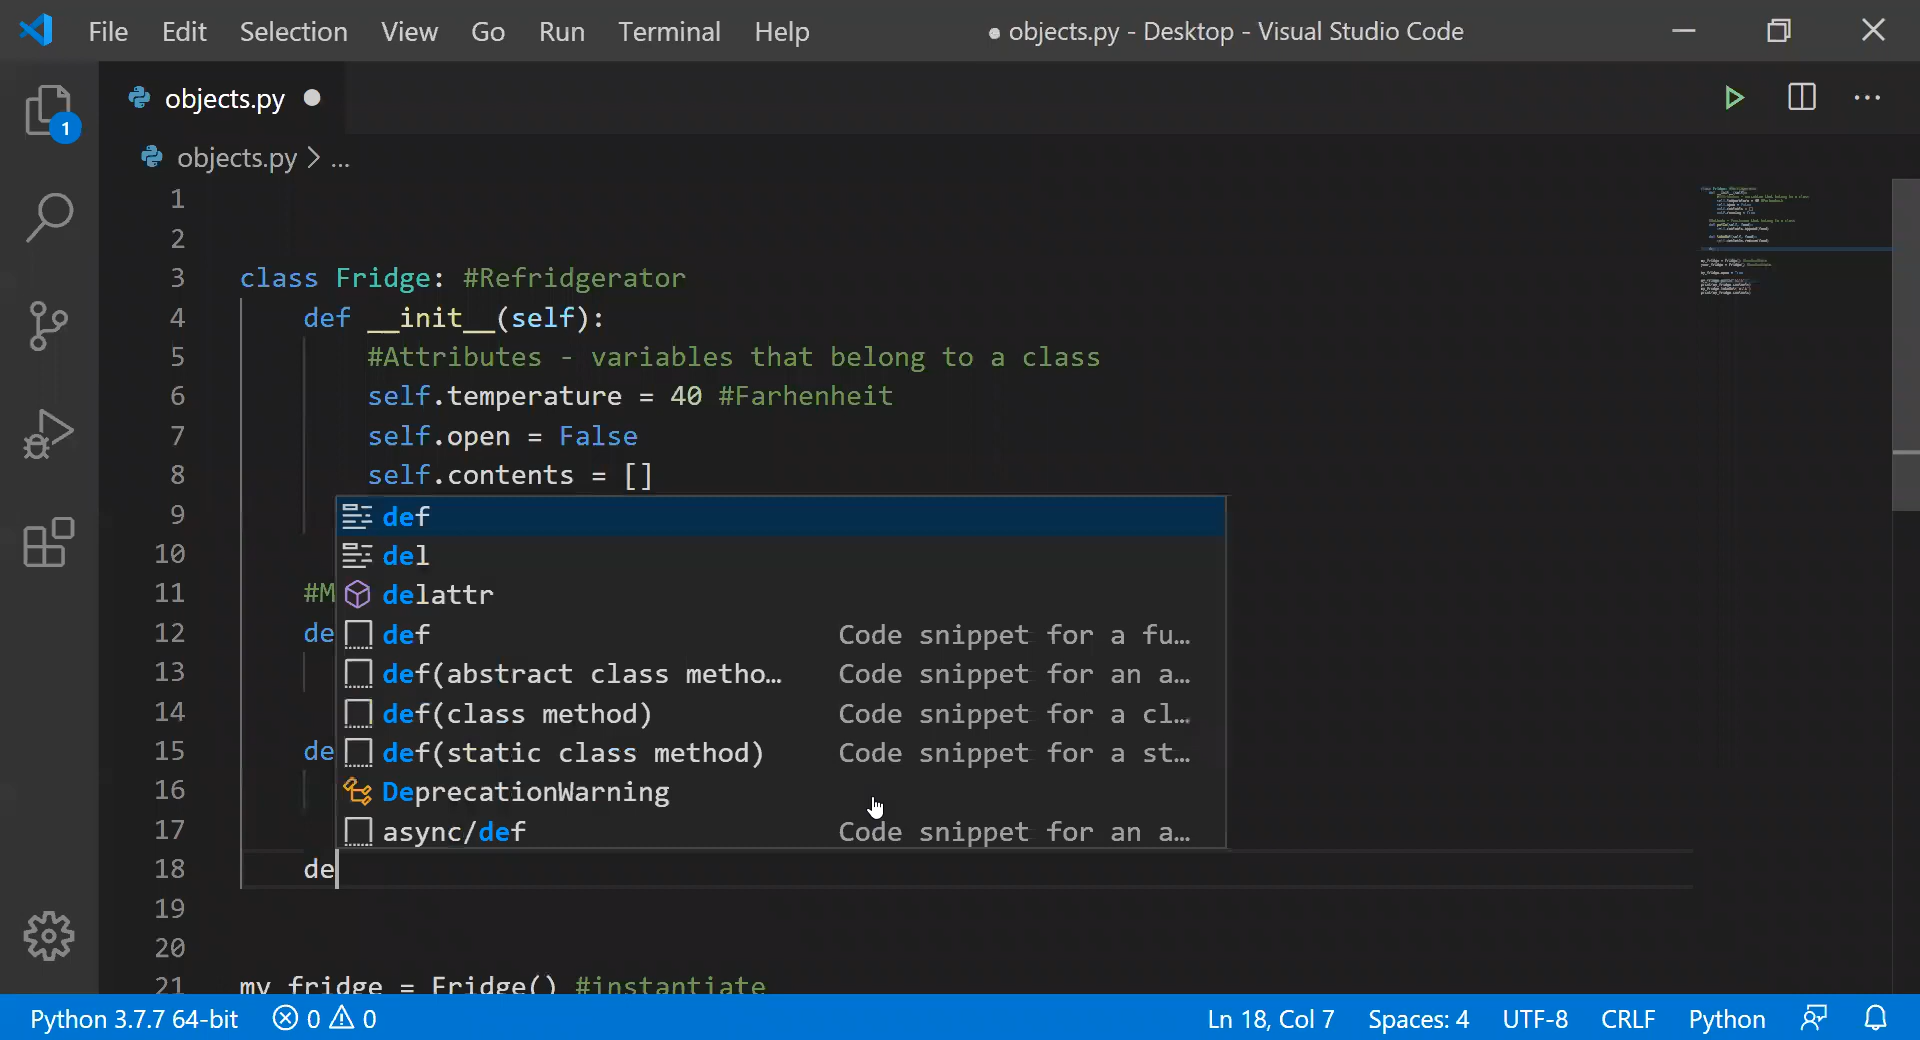 File Edit Selection View Go Run Terminal Help ● objects.py - Desktop - Visual Studio Code
objects.py
1
objects.py > ...
1
2
3 class Fridge: #Refridgerator
4 def __init__(self):
5 #Attributes - variables that belong to a class
6 self.temperature = 40 #Farhenheit
7 self.open = False
8 self.contents = []
9 def
10 del
11 #M delattr
12 de def Code snippet for a fu…
13 def(abstract class metho… Code snippet for an a…
14 def(class method) Code snippet for a cl…
15 de def(static class method) Code snippet for a st…
16 DeprecationWarning
17 async/def Code snippet for an a…
18 de
19
20
21 my_fridge = Fridge() #instantiate
Python 3.7.7 64-bit 0 0 Ln 18, Col 7 Spaces: 4 UTF-8 CRLF Python